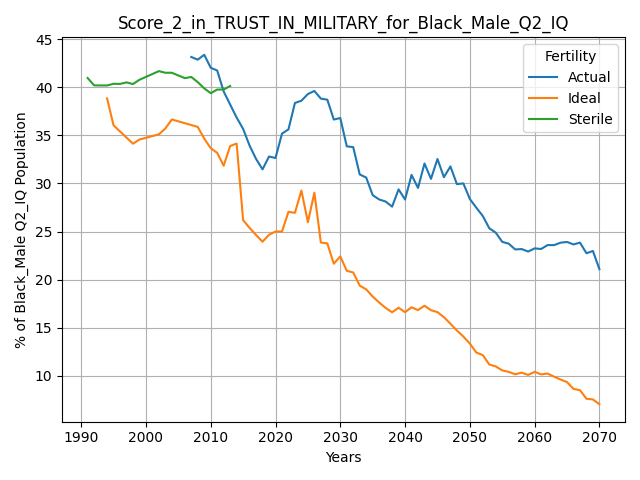 Score_2_in_TRUST_IN_MILITARY_for_Black_Male_Q2_IQ
Fertility
Actual
Ideal
Sterile
% of Black_Male Q2_IQ Population
45
40
35
30
25
20
15
10
1990 2000 2010 2020 2030 2040 2050 2060 2070
Years